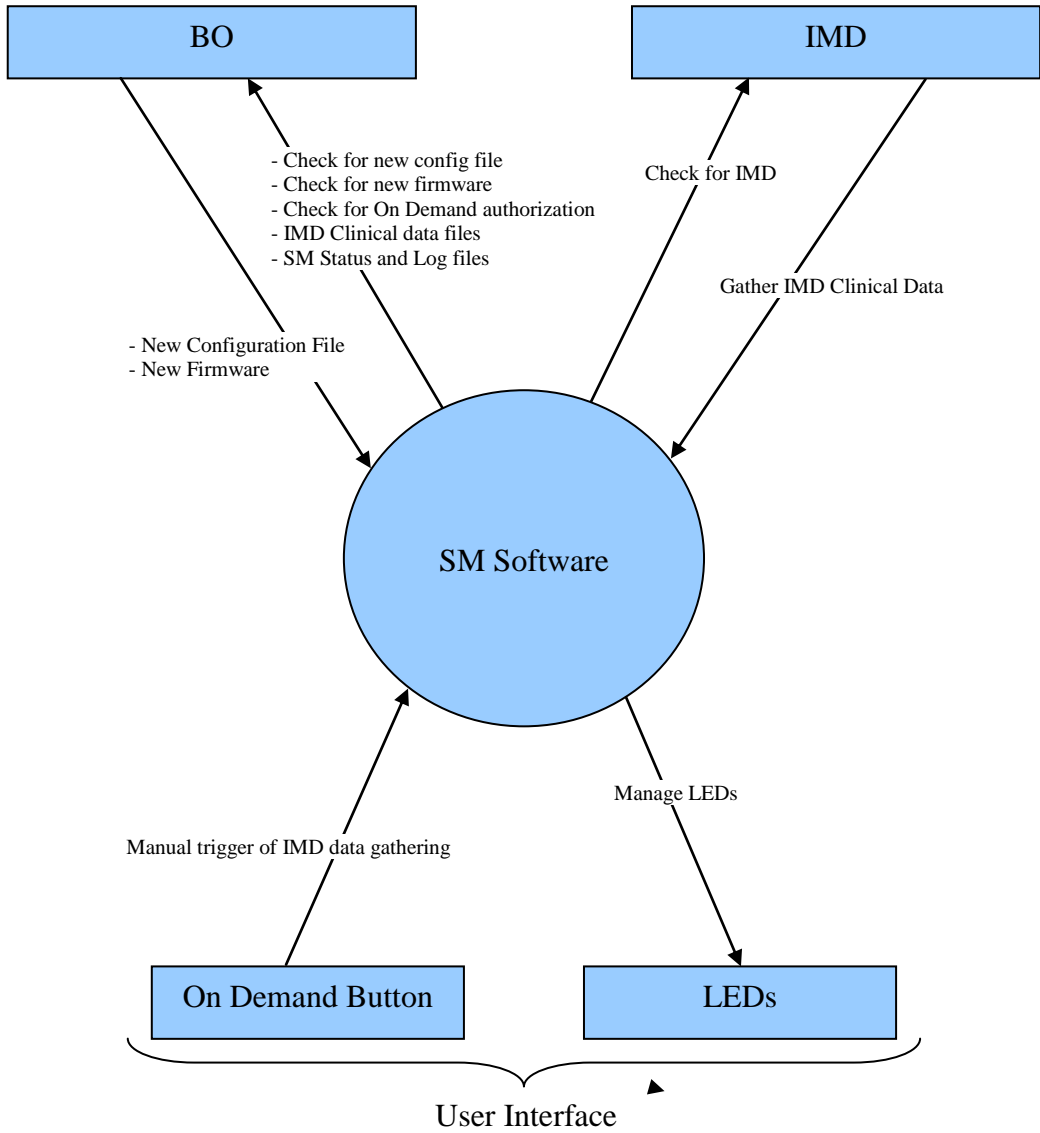 BO
IMD
- Check for new config file
- Check for new firmware
- Check for On Demand authorization
- IMD Clinical data files
- SM Status and Log files
Check for IMD
Gather IMD Clinical Data
- New Configuration File
- New Firmware
SM Software
Manage LEDs
Manual trigger of IMD data gathering
On Demand Button
LEDs
User Interface